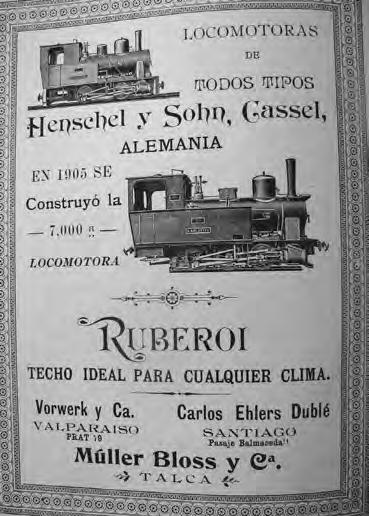 LOCOMOTORAS
DE
TODOS TIPOS
Henschel y Sohn, Cassel,
ALEMANIA
EN 1905 SE
Construyó la
— 7,000 a —
LOCOMOTORA
RUBEROI
TECHO IDEAL PARA CUALQUIER CLIMA.
Vorwerk y Ca.
VALPARAISO
PRAT 19
Carlos Ehlers Dublé
SANTIAGO
Pasaje Balmaceda
Müller Bloss y Ca.
TALCA